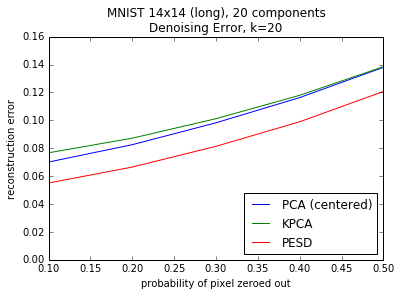 MNIST 14x14 (long), 20 components
Denoising Error, k=20
0.16
0.14
0.12
0.10
0.08
0.06
0.04
0.02
0.00
reconstruction error
PCA (centered)
KPCA
PESD
0.10 0.15 0.20 0.25 0.30 0.35 0.40 0.45 0.50
probability of pixel zeroed out